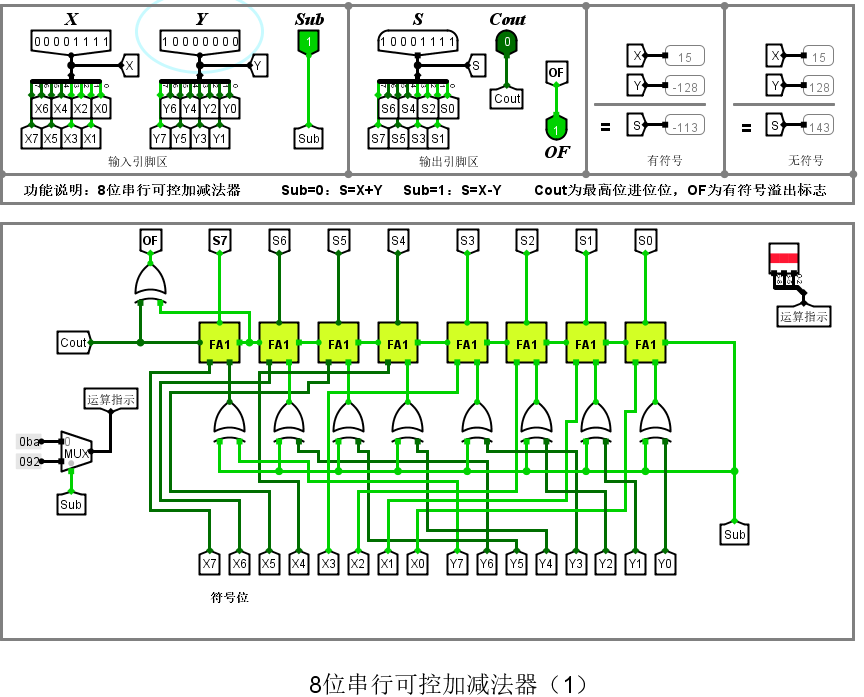 X Y Sub S Cout
00001111 10000000 1 10001111 0
X Y S OF X 15 X 15
Cout Y -128 Y 128
X6 X4 X2 X0 Y6 Y4 Y2 Y0 S6 S4 S2 S0
X7 X5 X3 X1 Y7 Y5 Y3 Y1 Sub S7 S5 S3 S1 1 = S -113 = S 143
OF
输入引脚区 输出引脚区 有符号 无符号
功能说明：8位串行可控加减法器 Sub=0：S=X+Y Sub=1：S=X-Y Cout为最高位进位位，OF为有符号溢出标志
OF S7 S6 S5 S4 S3 S2 S1 S0
运算指示
Cout FA1 FA1 FA1 FA1 FA1 FA1 FA1 FA1
运算指示
0ba 0
MUX
092
Sub
Sub
X7 X6 X5 X4 X3 X2 X1 X0 Y7 Y6 Y5 Y4 Y3 Y2 Y1 Y0
符号位
8位串行可控加减法器（1）